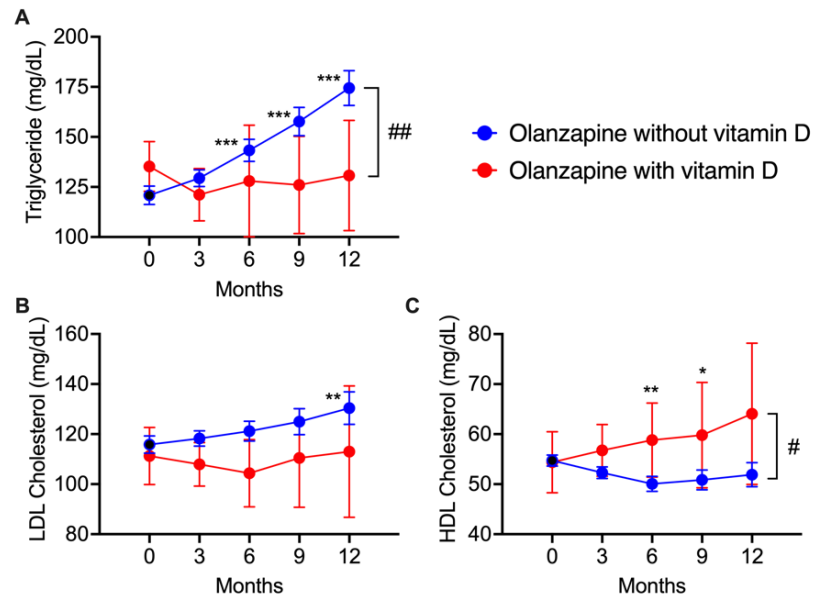 A
Triglyceride (mg/dL)
200
175
150
125
100
***
***
***
##
0 3 6 9 12
Months
Olanzapine without vitamin D
Olanzapine with vitamin D
B
LDL Cholesterol (mg/dL)
160
140
120
100
80
**
0 3 6 9 12
Months
C
HDL Cholesterol (mg/dL)
80
70
60
50
40
**
*
#
0 3 6 9 12
Months